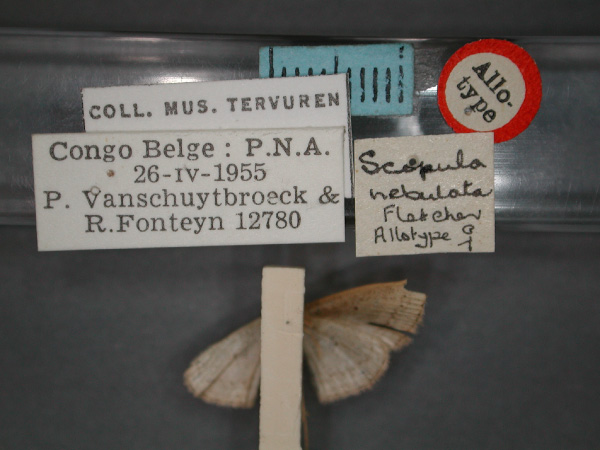 COLL. MUS. TERVUREN
Congo Belge : P.N.A.
26-IV-1955
P. Vanschuytbroeck &
R.Fonteyn 12780
Allo-
type
Scopula
nebulata
Fletcher
Allotype ♀